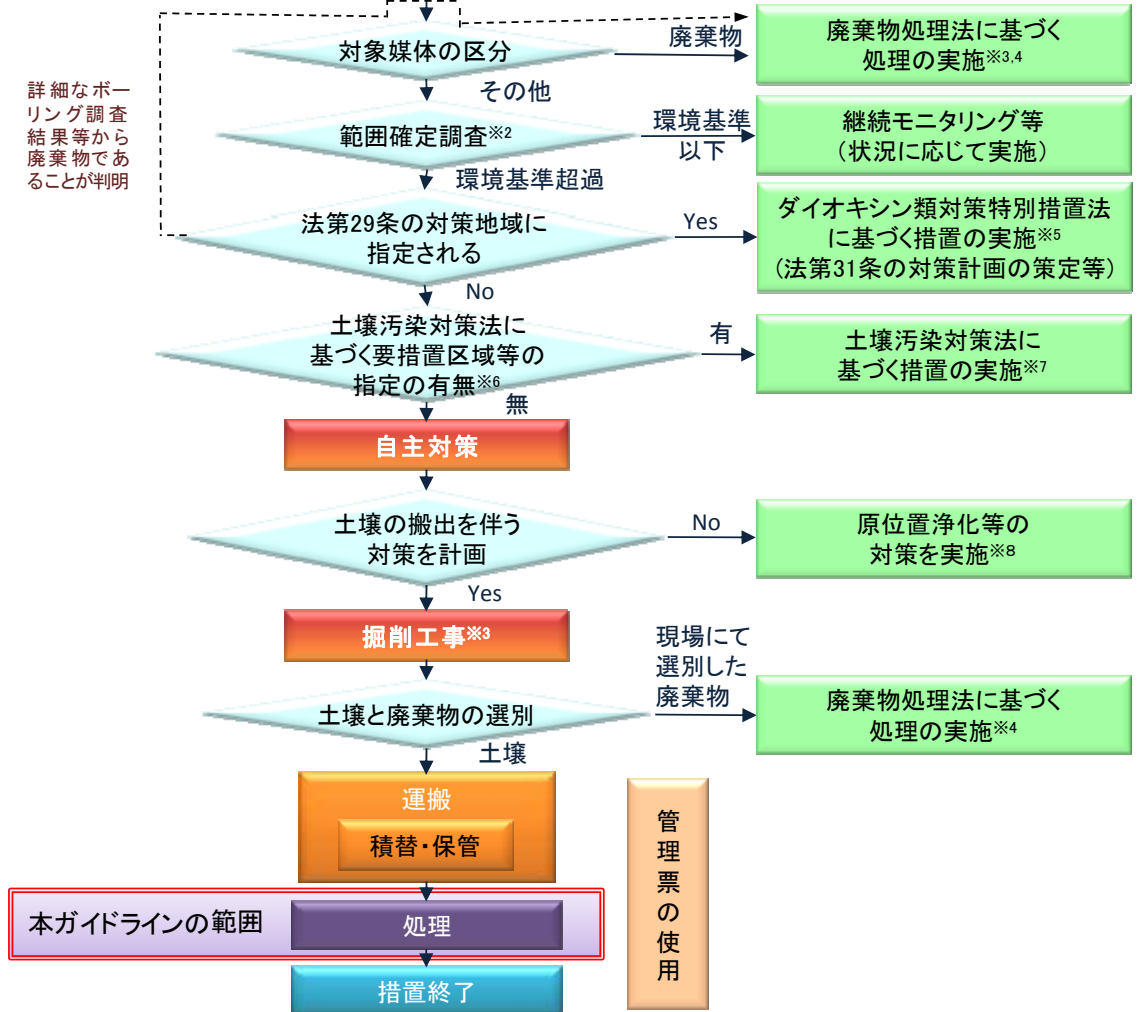 対象媒体の区分
廃棄物
廃棄物処理法に基づく
処理の実施※3,4
詳細なボー
リング調査
結果等から
廃棄物であ
ることが判明
その他
範囲確定調査※2
環境基準
以下
継続モニタリング等
(状況に応じて実施)
環境基準超過
法第29条の対策地域に
指定される
Yes
ダイオキシン類対策特別措置法
に基づく措置の実施※5
(法第31条の対策計画の策定等)
No
土壌汚染対策法に
基づく要措置区域等の
指定の有無※6
有
土壌汚染対策法に
基づく措置の実施※7
無
自主対策
土壌の搬出を伴う
対策を計画
No
原位置浄化等の
対策を実施※8
Yes
掘削工事※3
現場にて
選別した
廃棄物
土壌と廃棄物の選別
廃棄物処理法に基づく
処理の実施※4
土壌
運搬
積替・保管
管理票の使用
本ガイドラインの範囲
処理
措置終了